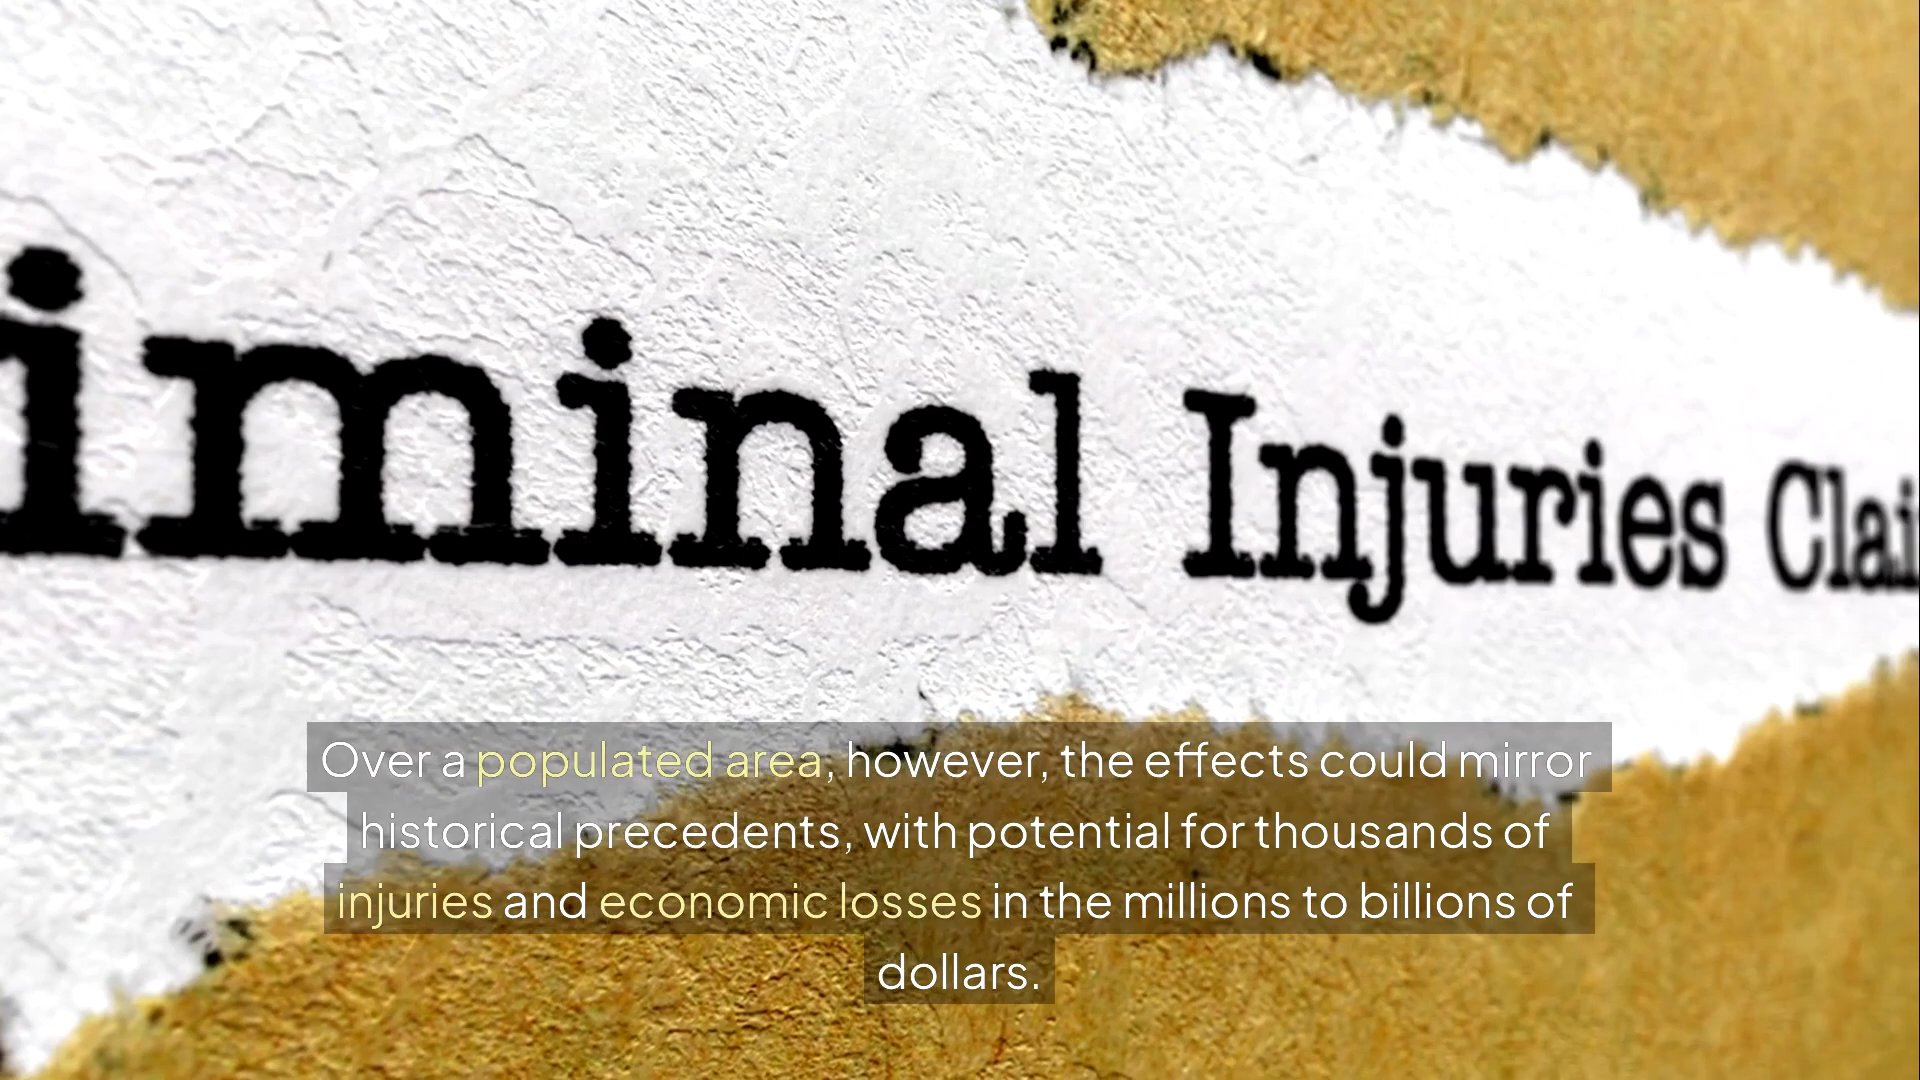 iminal Injuries Clai
Over a populated area, however, the effects could mirror
historical precedents, with potential for thousands of
injuries and economic losses in the millions to billions of
dollars.